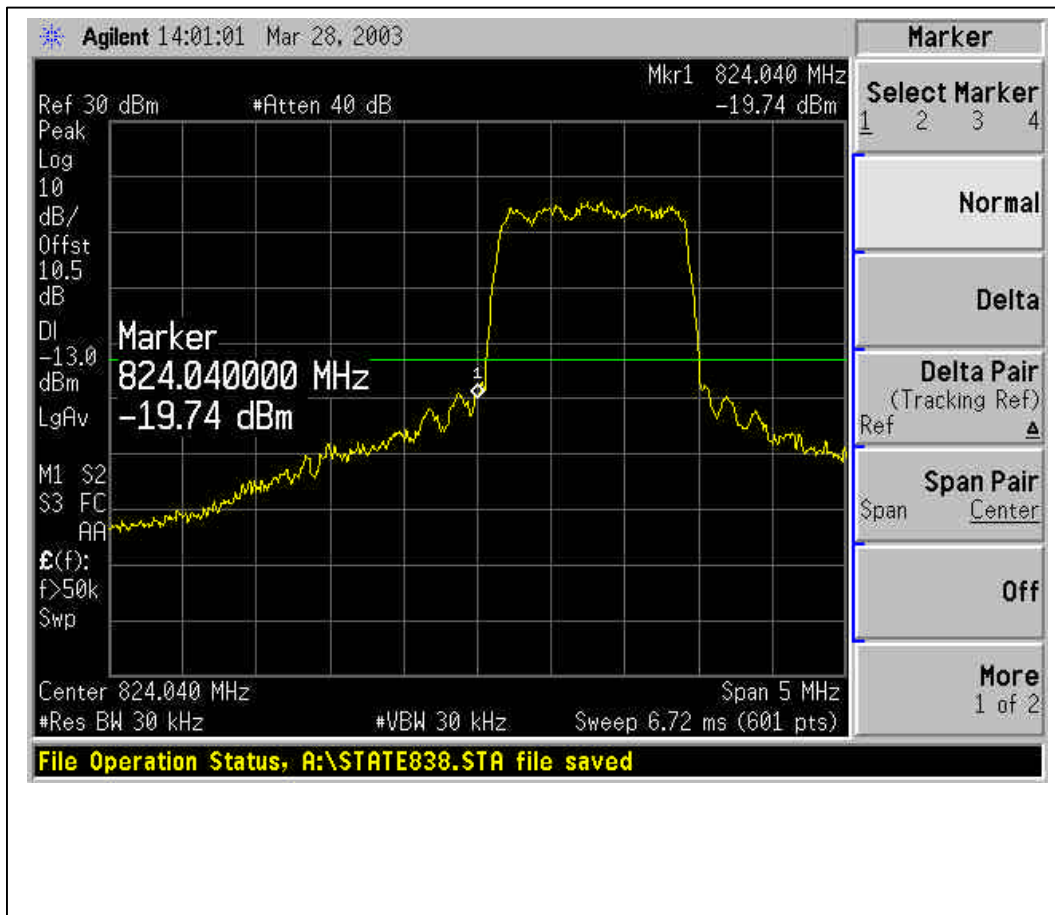 Agilent 14:01:01 Mar 28, 2003
Mkr1 824.040 MHz
Ref 30 dBm #Atten 40 dB -19.74 dBm
Peak
Log
10
dB/
Offst
10.5
dB
DI
-13.0
dBm
LgAv
M1 S2
S3 FC
AA
£(f):
f>50k
Swp
Marker
824.040000 MHz
-19.74 dBm
1
Center 824.040 MHz Span 5 MHz
#Res BW 30 kHz #VBW 30 kHz Sweep 6.72 ms (601 pts)
File Operation Status, A:\STATE838.STA file saved
Marker
Select Marker
1 2 3 4
Normal
Delta
Delta Pair
(Tracking Ref)
Ref Δ
Span Pair
Span Center
Off
More
1 of 2